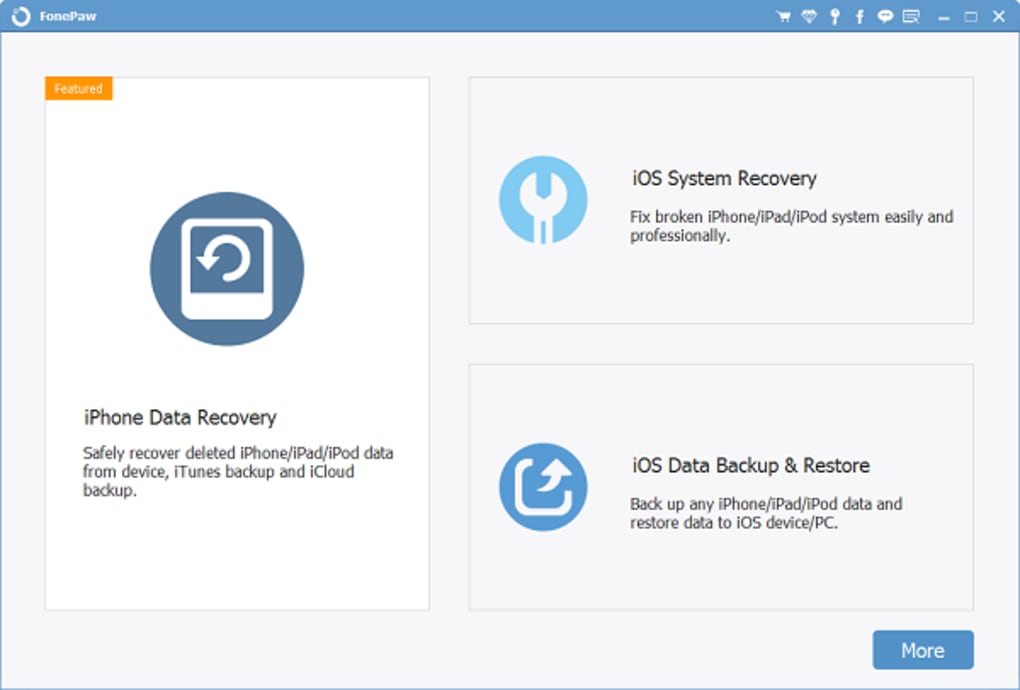 FonePaw
Featured
iPhone Data Recovery
Safely recover deleted iPhone/iPad/iPod data
from device, iTunes backup and iCloud
backup.
iOS System Recovery
Fix broken iPhone/iPad/iPod system easily and
professionally.
iOS Data Backup & Restore
Back up any iPhone/iPad/iPod data and
restore data to iOS device/PC.
More